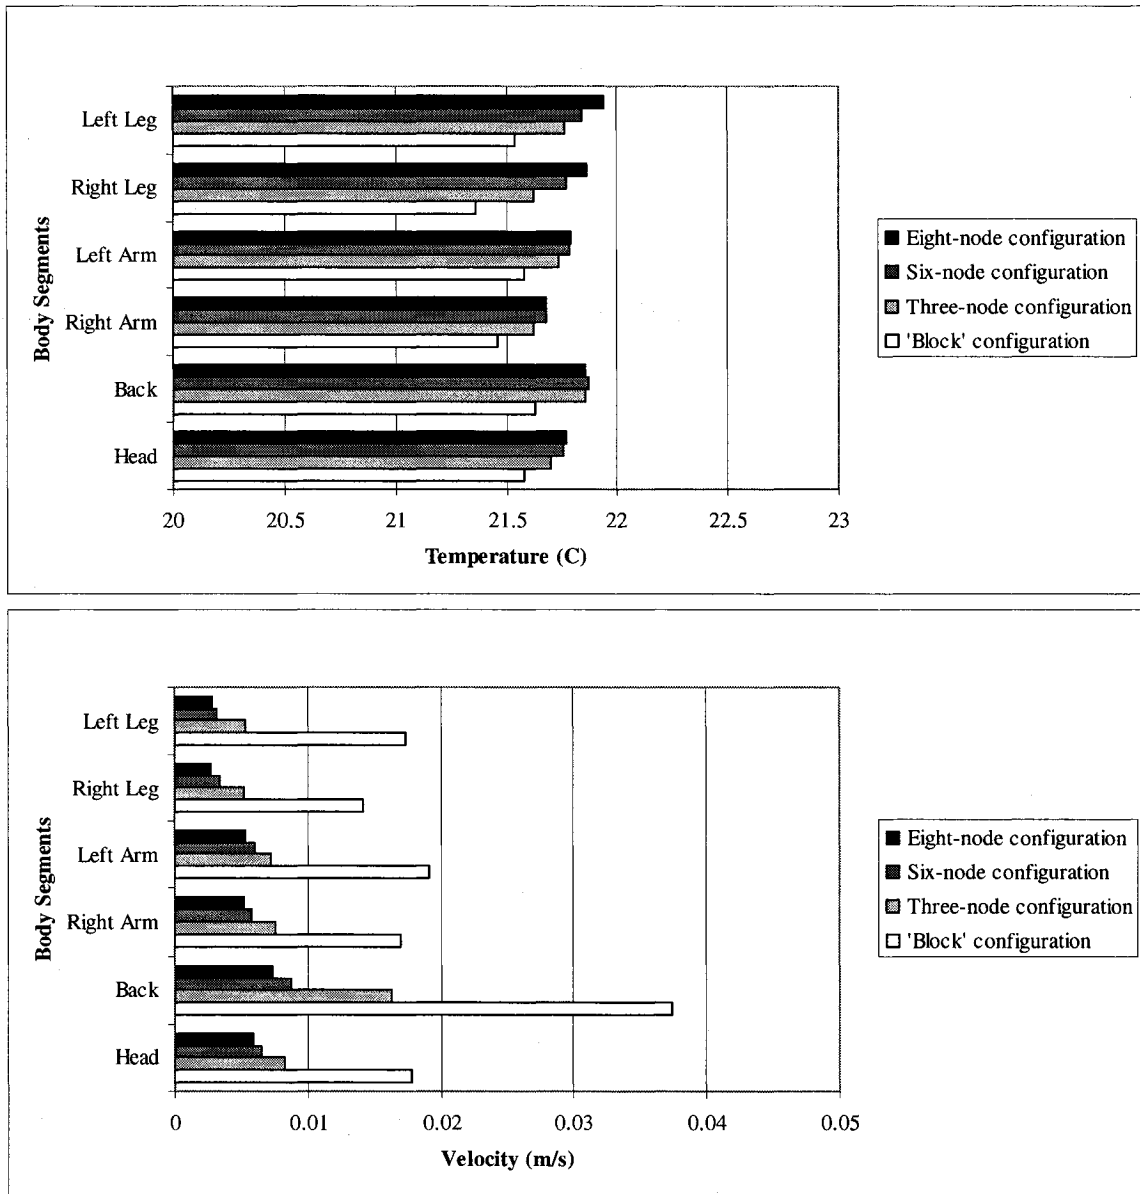 Left Leg
Right Leg
Left Arm
Right Arm
Back
Head
Body Segments
20 20.5 21 21.5 22 22.5 23
Temperature (C)
Eight-node configuration
Six-node configuration
Three-node configuration
'Block' configuration
Left Leg
Right Leg
Left Arm
Right Arm
Back
Head
Body Segments
0 0.01 0.02 0.03 0.04 0.05
Velocity (m/s)
Eight-node configuration
Six-node configuration
Three-node configuration
'Block' configuration